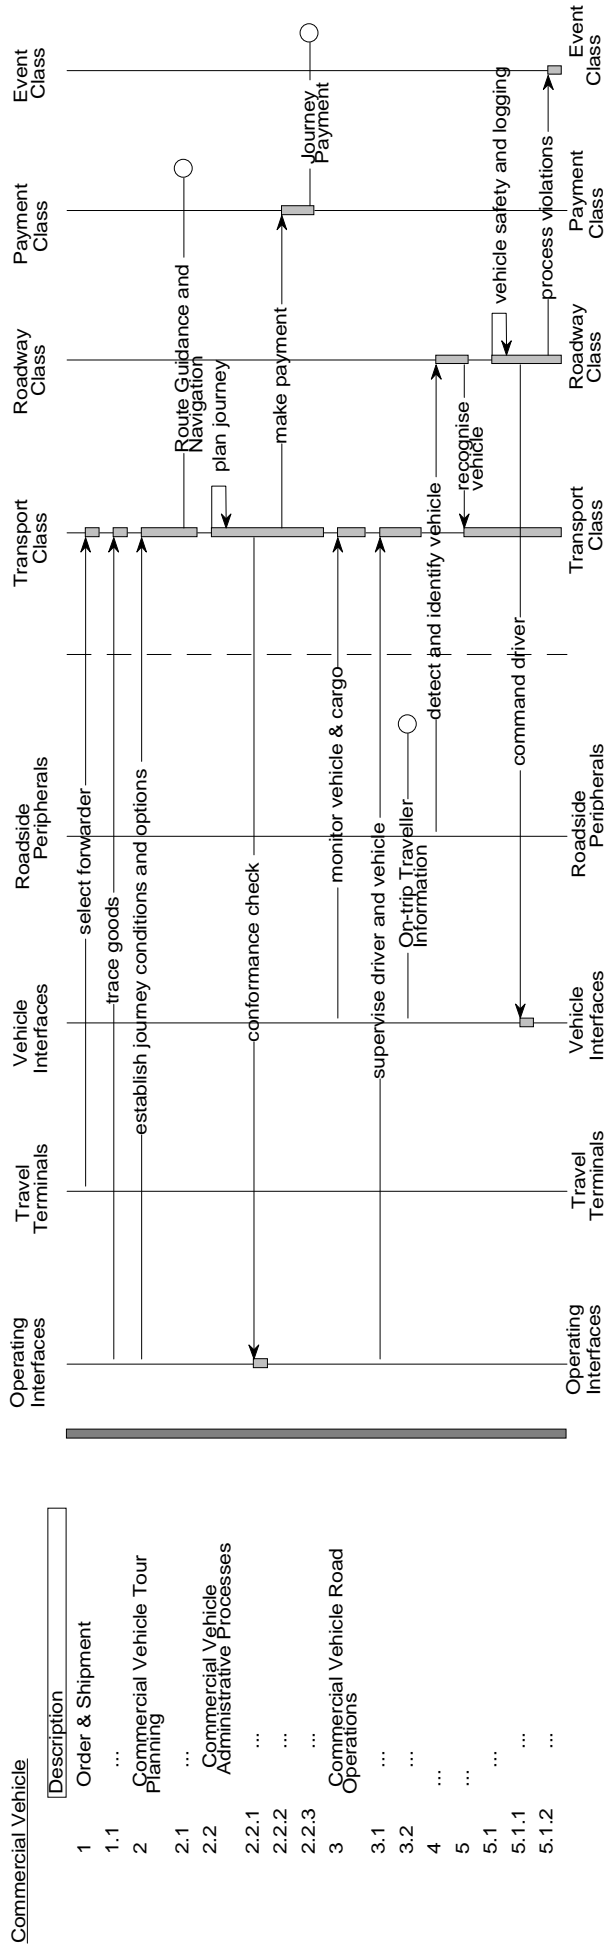 Commercial Vehicle
Description
1 Order & Shipment
1.1 ...
2 Commercial Vehicle Tour
Planning
2.1 ...
2.2 Commercial Vehicle
Administrative Processes
2.2.1 ...
2.2.2 ...
2.2.3 ...
3 Commercial Vehicle Road
Operations
3.1 ...
3.2 ...
4 ...
5 ...
5.1 ...
5.1.1 ...
5.1.2 ...
Operating
Interfaces
Travel
Terminals
Vehicle
Interfaces
Roadside
Peripherals
Transport
Class
Roadway
Class
Payment
Class
Event
Class
select forwarder
trace goods
establish journey conditions and options
Route Guidance and
Navigation
plan journey
conformance check
make payment
Journey
Payment
monitor vehicle & cargo
supervise driver and vehicle
On-trip Traveller
Information
detect and identify vehicle
recognise
vehicle
vehicle safety and logging
command driver
process violations
Operating
Interfaces
Travel
Terminals
Vehicle
Interfaces
Roadside
Peripherals
Transport
Class
Roadway
Class
Payment
Class
Event
Class